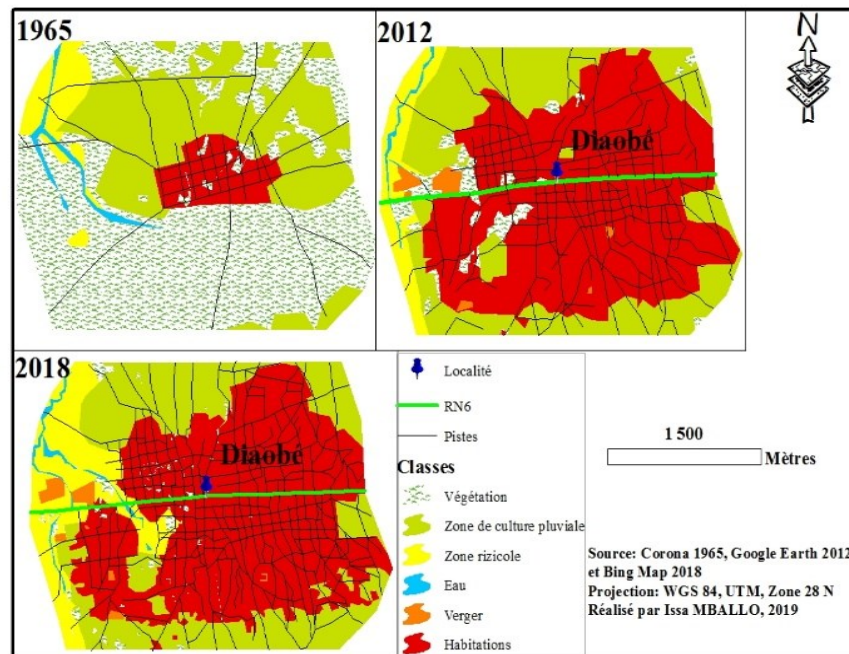 1965
2012
N
Diaobé
2018
Diaobé
Localité
RN6
Pistes
Classes
Végétation
Zone de culture pluviale
Zone rizicole
Eau
Verger
Habitations
1 500
Mètres
Source: Corona 1965, Google Earth 2012
et Bing Map 2018
Projection: WGS 84, UTM, Zone 28 N
Réalisé par Issa MBALLO, 2019